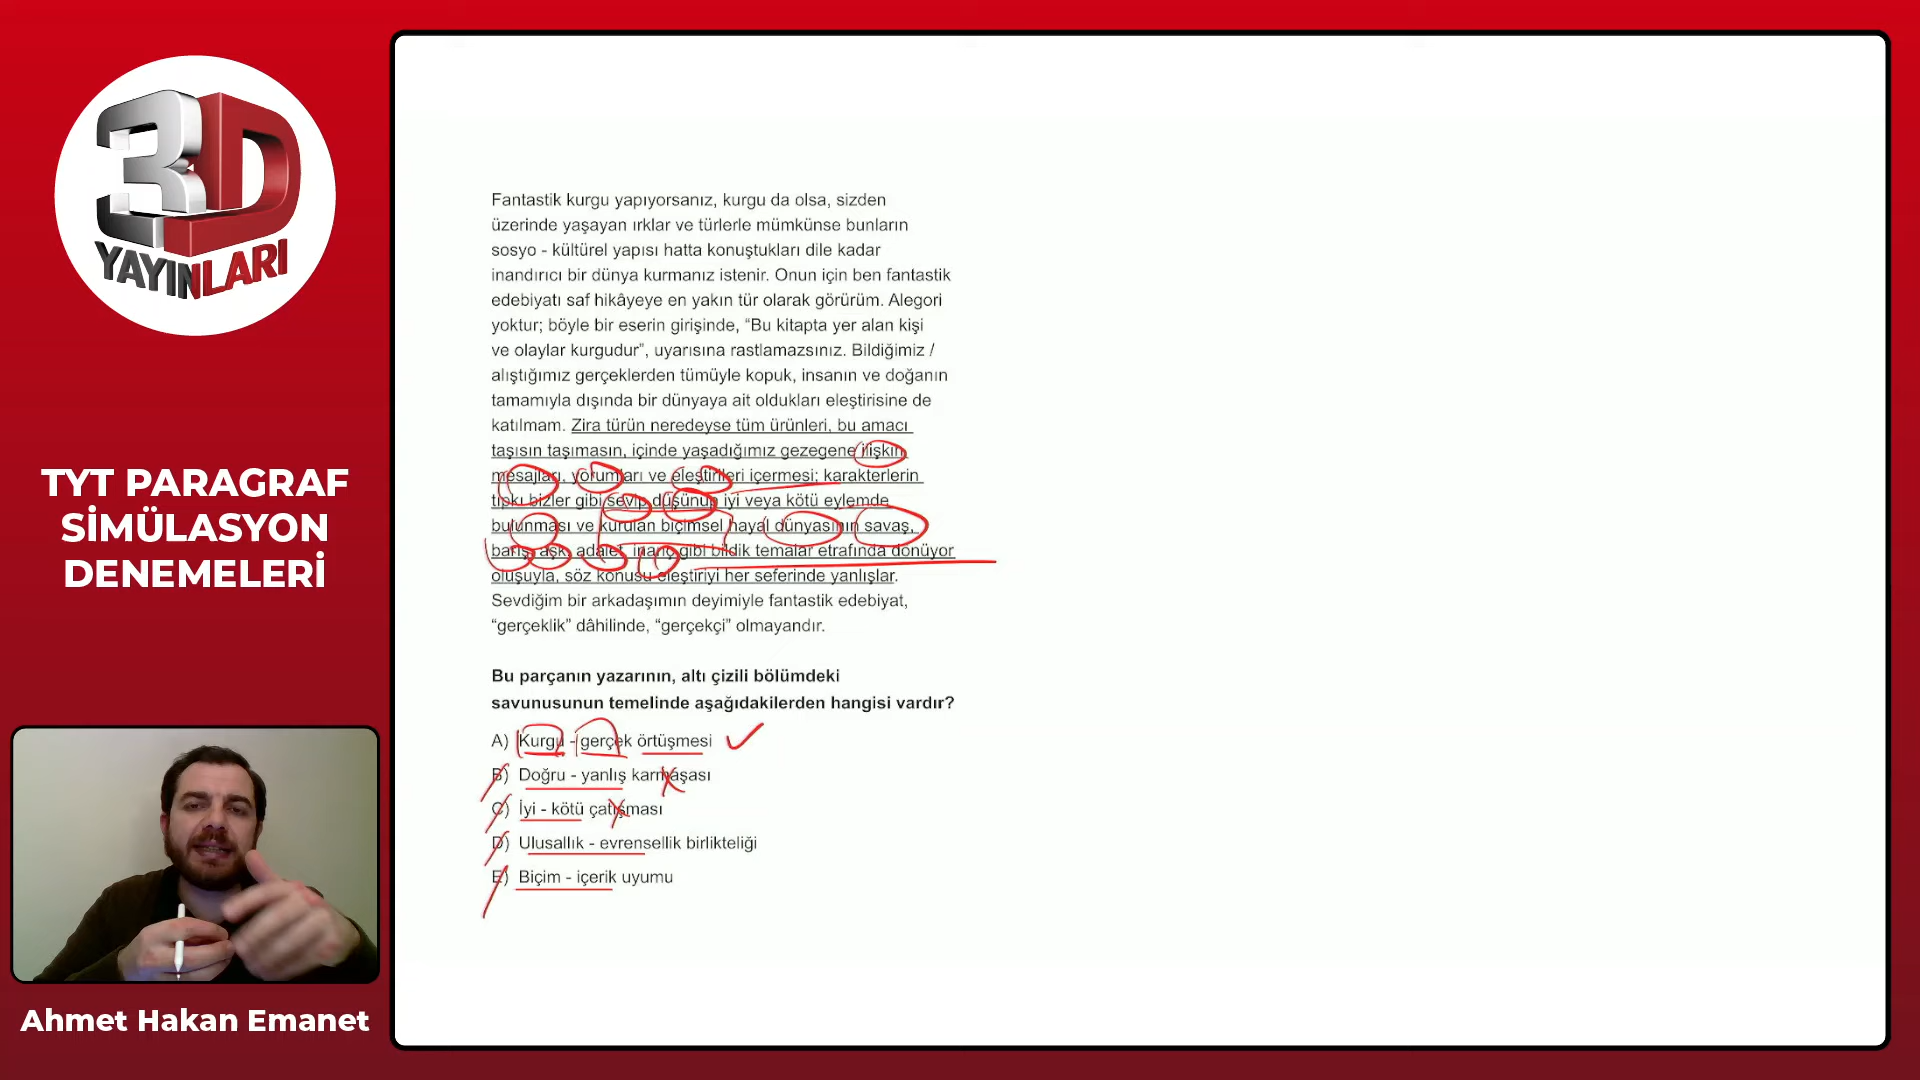 3D
YAYINLARI
TYT PARAGRAF
SİMÜLASYON
DENEMELERİ
Ahmet Hakan Emanet
Fantastik kurgu yapıyorsanız, kurgu da olsa, sizden
üzerinde yaşayan ırklar ve türlerle mümkünse bunların
sosyo - kültürel yapısı hatta konuştukları dile kadar
inandırıcı bir dünya kurmanız istenir. Onun için ben fantastik
edebiyatı saf hikâyeye en yakın tür olarak görürüm. Alegori
yoktur; böyle bir eserin girişinde, “Bu kitapta yer alan kişi
ve olaylar kurgudur”, uyarısına rastlamazsınız. Bildiğimiz /
alıştığımız gerçeklerden tümüyle kopuk, insanın ve doğanın
tamamıyla dışında bir dünyaya ait oldukları eleştirisine de
katılmam. Zira türün neredeyse tüm ürünleri, bu amacı
taşısın taşımasın, içinde yaşadığımız gezegene ilişkin
mesajları, yorumları ve eleştirileri içermesi; karakterlerin
tıpkı bizler gibi sevip düşünüp iyi veya kötü eylemde
bulunması ve kurulan biçimsel hayal dünyasının savaş,
barış, aşk, adalet, inanç gibi bildik temalar etrafında dönüyor
oluşuyla, söz konusu eleştiriyi her seferinde yanlışlar.
Sevdiğim bir arkadaşımın deyimiyle fantastik edebiyat,
“gerçeklik” dâhilinde, “gerçekçi” olmayandır.
Bu parçanın yazarının, altı çizili bölümdeki
savunusunun temelinde aşağıdakilerden hangisi vardır?
A) Kurgu - gerçek örtüşmesi
B) Doğru - yanlış karmaşası
C) İyi - kötü çatışması
D) Ulusallık - evrensellik birlikteliği
E) Biçim - içerik uyumu